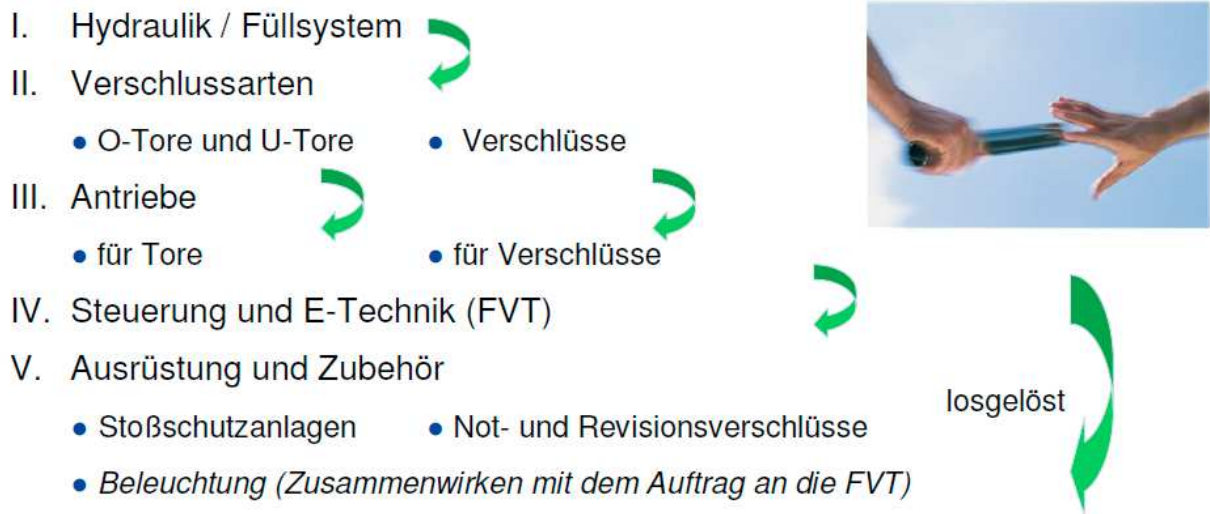 I. Hydraulik / Füllsystem
II. Verschlussarten
• O-Tore und U-Tore • Verschlüsse
III. Antriebe
• für Tore • für Verschlüsse
IV. Steuerung und E-Technik (FVT)
V. Ausrüstung und Zubehör
losgelöst
• Stoßschutzanlagen • Not- und Revisionsverschlüsse
• Beleuchtung (Zusammenwirken mit dem Auftrag an die FVT)